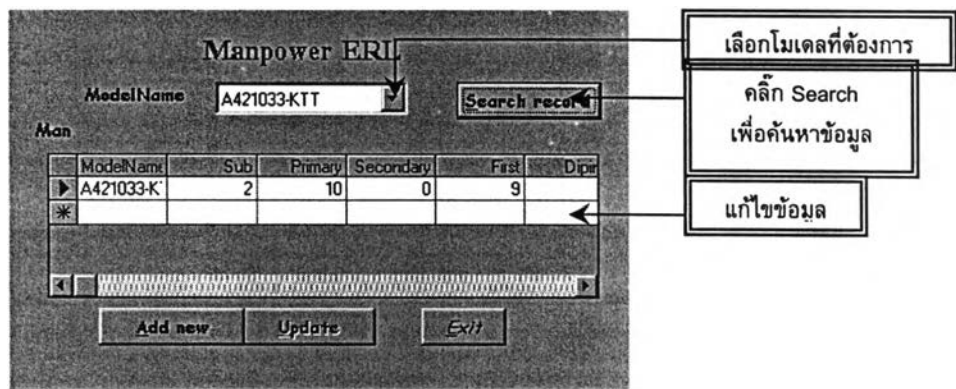 Manpower ERL
ModelName
A421033-KTT
Search record
Man
ModelName Sub Primary Secondary First Dipin
A421033-K 2 10 0 9
Add new
Update
Exit
เลือกโมเดลที่ต้องการ
คลิ๊ก Search
เพื่อค้นหาข้อมูล
แก้ไขข้อมูล